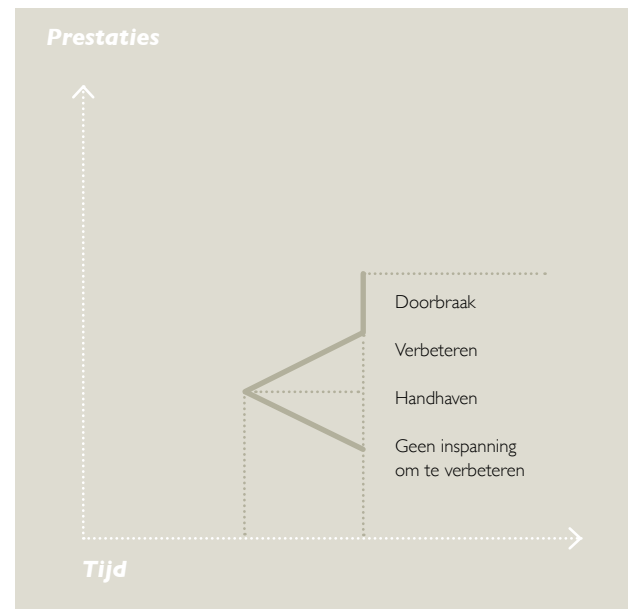 Prestaties
Doorbraak
Verbeteren
Handhaven
Geen inspanning
om te verbeteren
Tijd